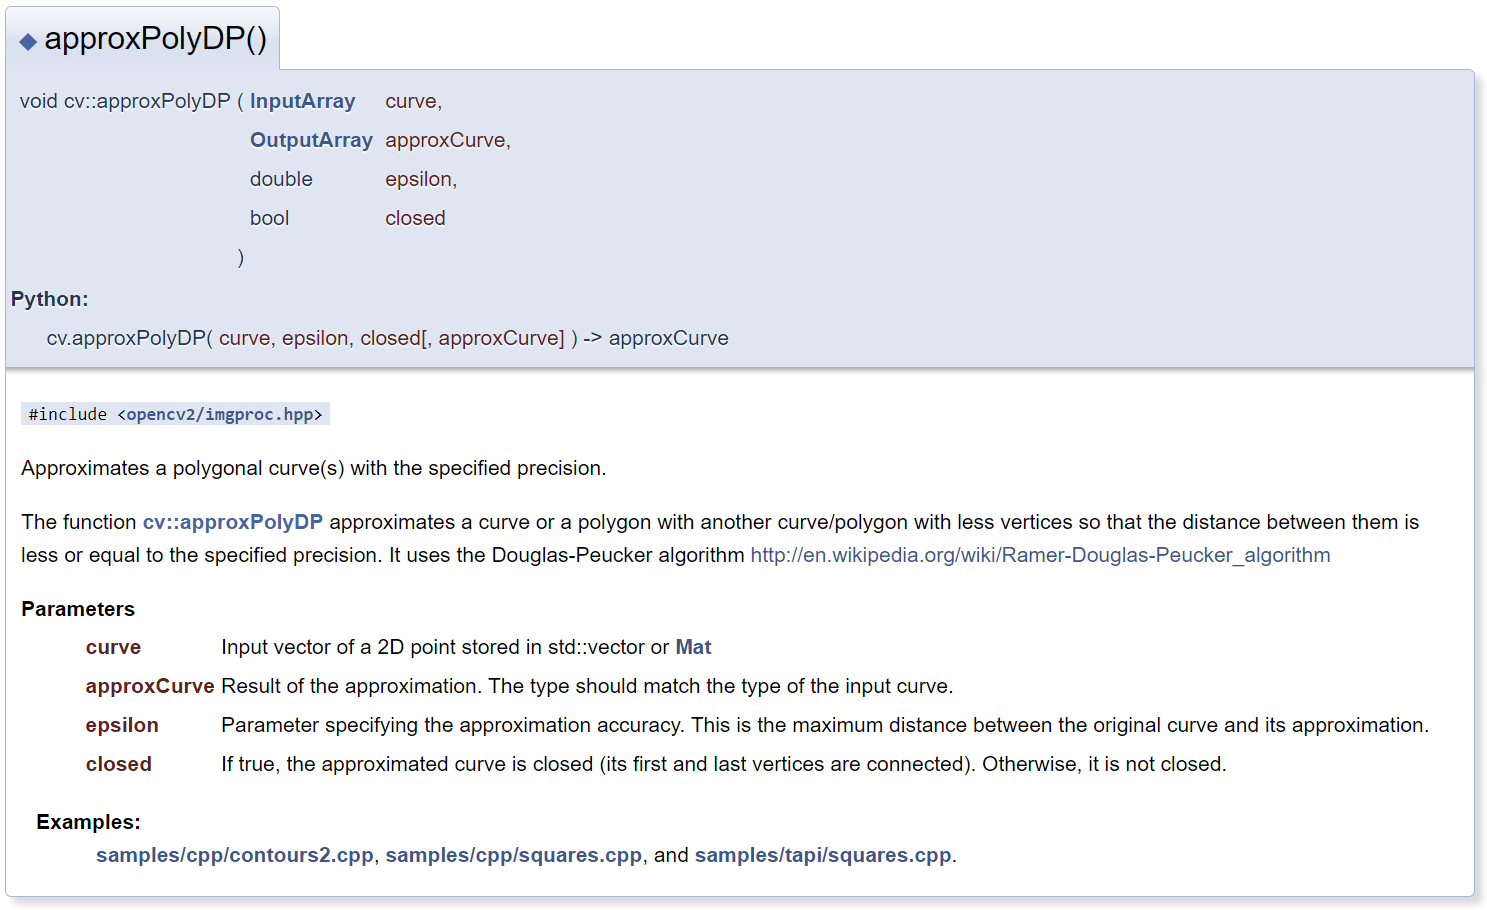 ◆ approxPolyDP()
void cv::approxPolyDP ( InputArray curve,
OutputArray approxCurve,
double epsilon,
bool closed
)
Python:
cv.approxPolyDP( curve, epsilon, closed[, approxCurve] ) -> approxCurve
#include <opencv2/imgproc.hpp>
Approximates a polygonal curve(s) with the specified precision.
The function cv::approxPolyDP approximates a curve or a polygon with another curve/polygon with less vertices so that the distance between them is
less or equal to the specified precision. It uses the Douglas-Peucker algorithm http://en.wikipedia.org/wiki/Ramer-Douglas-Peucker_algorithm
Parameters
curve Input vector of a 2D point stored in std::vector or Mat
approxCurve Result of the approximation. The type should match the type of the input curve.
epsilon Parameter specifying the approximation accuracy. This is the maximum distance between the original curve and its approximation.
closed If true, the approximated curve is closed (its first and last vertices are connected). Otherwise, it is not closed.
Examples:
samples/cpp/contours2.cpp, samples/cpp/squares.cpp, and samples/tapi/squares.cpp.